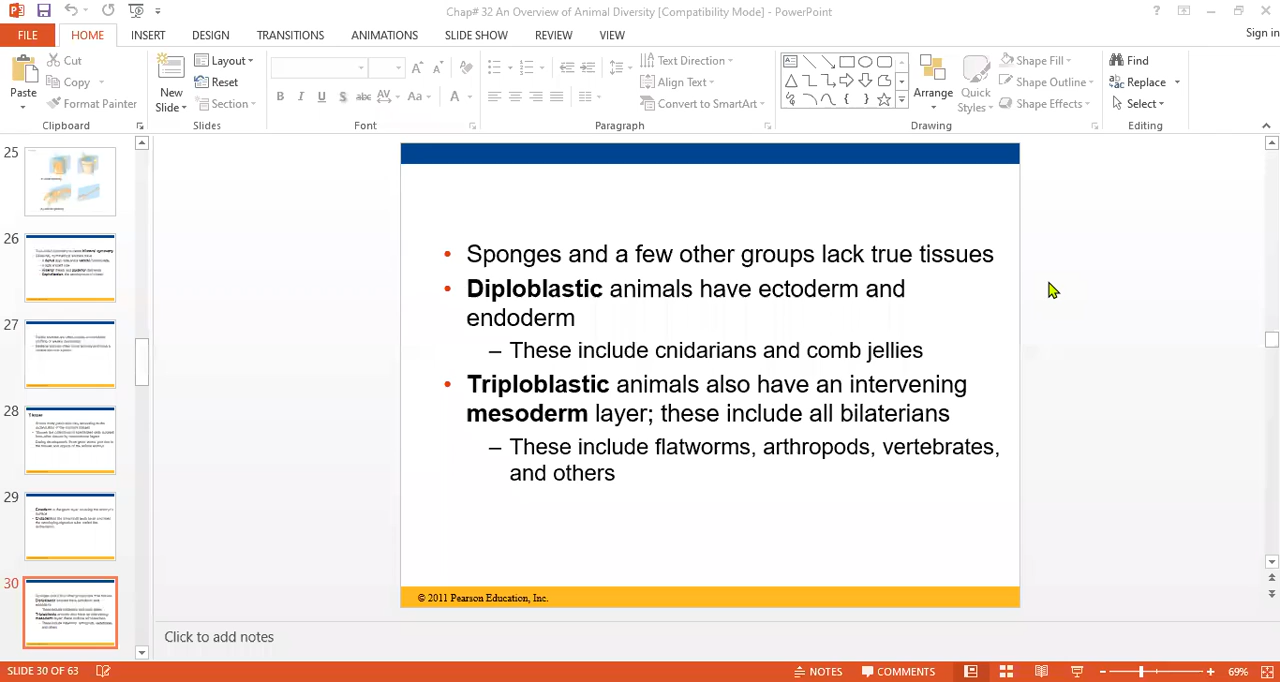 Chap# 32 An Overview of Animal Diversity [Compatibility Mode] - PowerPoint
FILE HOME INSERT DESIGN TRANSITIONS ANIMATIONS SLIDE SHOW REVIEW VIEW Sign in
Paste
Cut
Copy
Format Painter
Clipboard
New
Slide
Layout
Reset
Section
Slides
Font
Text Direction
Align Text
Convert to SmartArt
Paragraph
Arrange
Quick
Styles
Shape Fill
Shape Outline
Shape Effects
Drawing
Find
Replace
Select
Editing
25
26
27
28
29
30
• Sponges and a few other groups lack true tissues
• Diploblastic animals have ectoderm and
endoderm
– These include cnidarians and comb jellies
• Triploblastic animals also have an intervening
mesoderm layer; these include all bilaterians
– These include flatworms, arthropods, vertebrates,
and others
© 2011 Pearson Education, Inc.
Click to add notes
SLIDE 30 OF 63 NOTES COMMENTS 69%